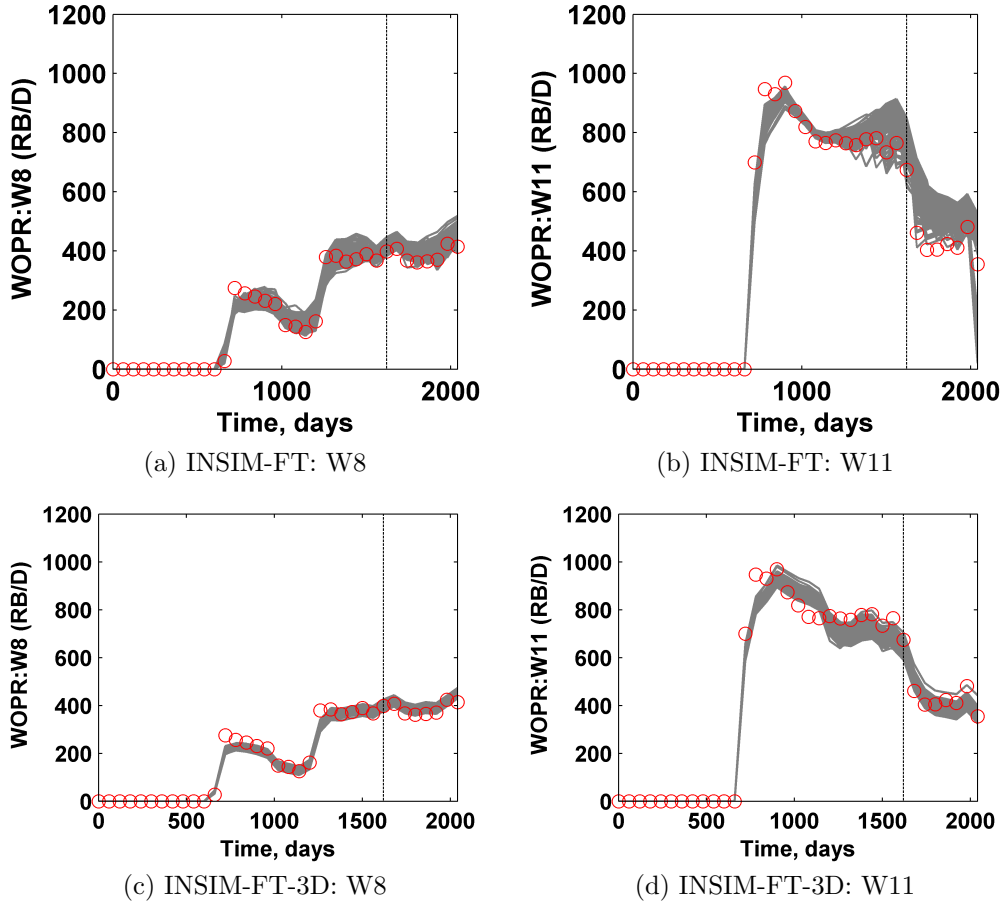 1200
1000
800
600
400
200
0
WOPR:W8 (RB/D)
0 1000 2000
Time, days
(a) INSIM-FT: W8
1200
1000
800
600
400
200
0
WOPR:W11 (RB/D)
0 1000 2000
Time, days
(b) INSIM-FT: W11
1200
1000
800
600
400
200
0
WOPR:W8 (RB/D)
0 500 1000 1500 2000
Time, days
(c) INSIM-FT-3D: W8
1200
1000
800
600
400
200
0
WOPR:W11 (RB/D)
0 500 1000 1500 2000
Time, days
(d) INSIM-FT-3D: W11